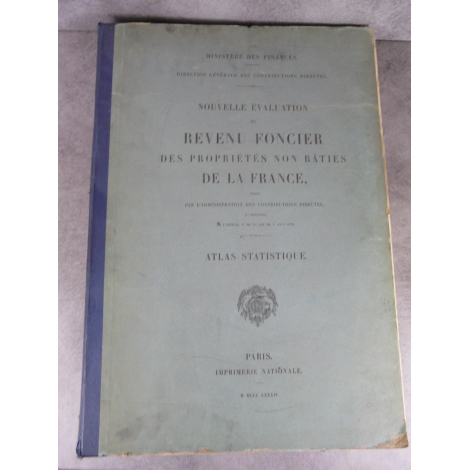 MINISTÈRE DES FINANCES.
DIRECTION GÉNÉRALE DES CONTRIBUTIONS DIRECTES.
NOUVELLE ÉVALUATION
DU
REVENU FONCIER
DES PROPRIÉTÉS NON BÂTIES
DE LA FRANCE,
FAITE
PAR L'ADMINISTRATION DES CONTRIBUTIONS DIRECTES,
ATLAS STATISTIQUE.
PARIS.
IMPRIMERIE NATIONALE.